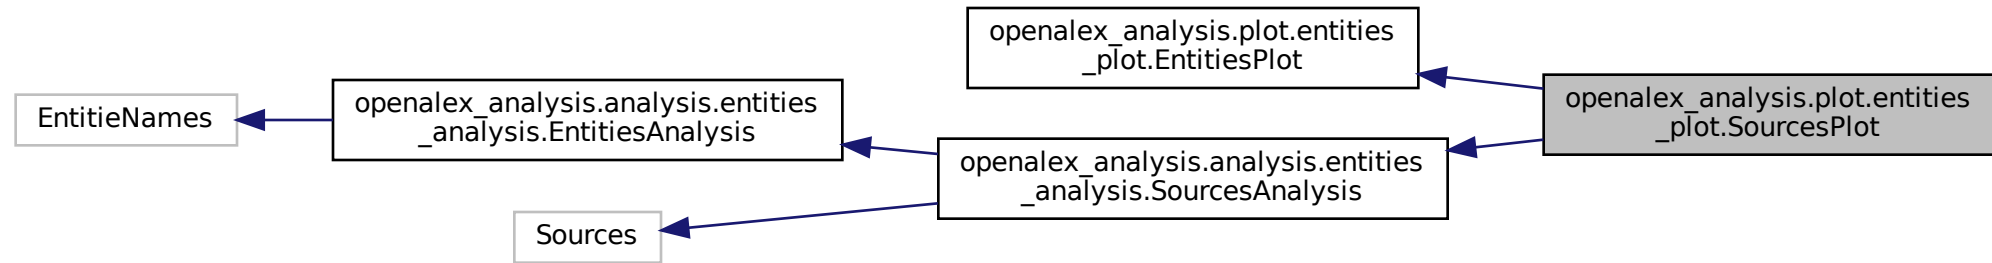 EntitieNames
openalex_analysis.analysis.entities
_analysis.EntitiesAnalysis
Sources
openalex_analysis.plot.entities
_plot.EntitiesPlot
openalex_analysis.analysis.entities
_analysis.SourcesAnalysis
openalex_analysis.plot.entities
_plot.SourcesPlot